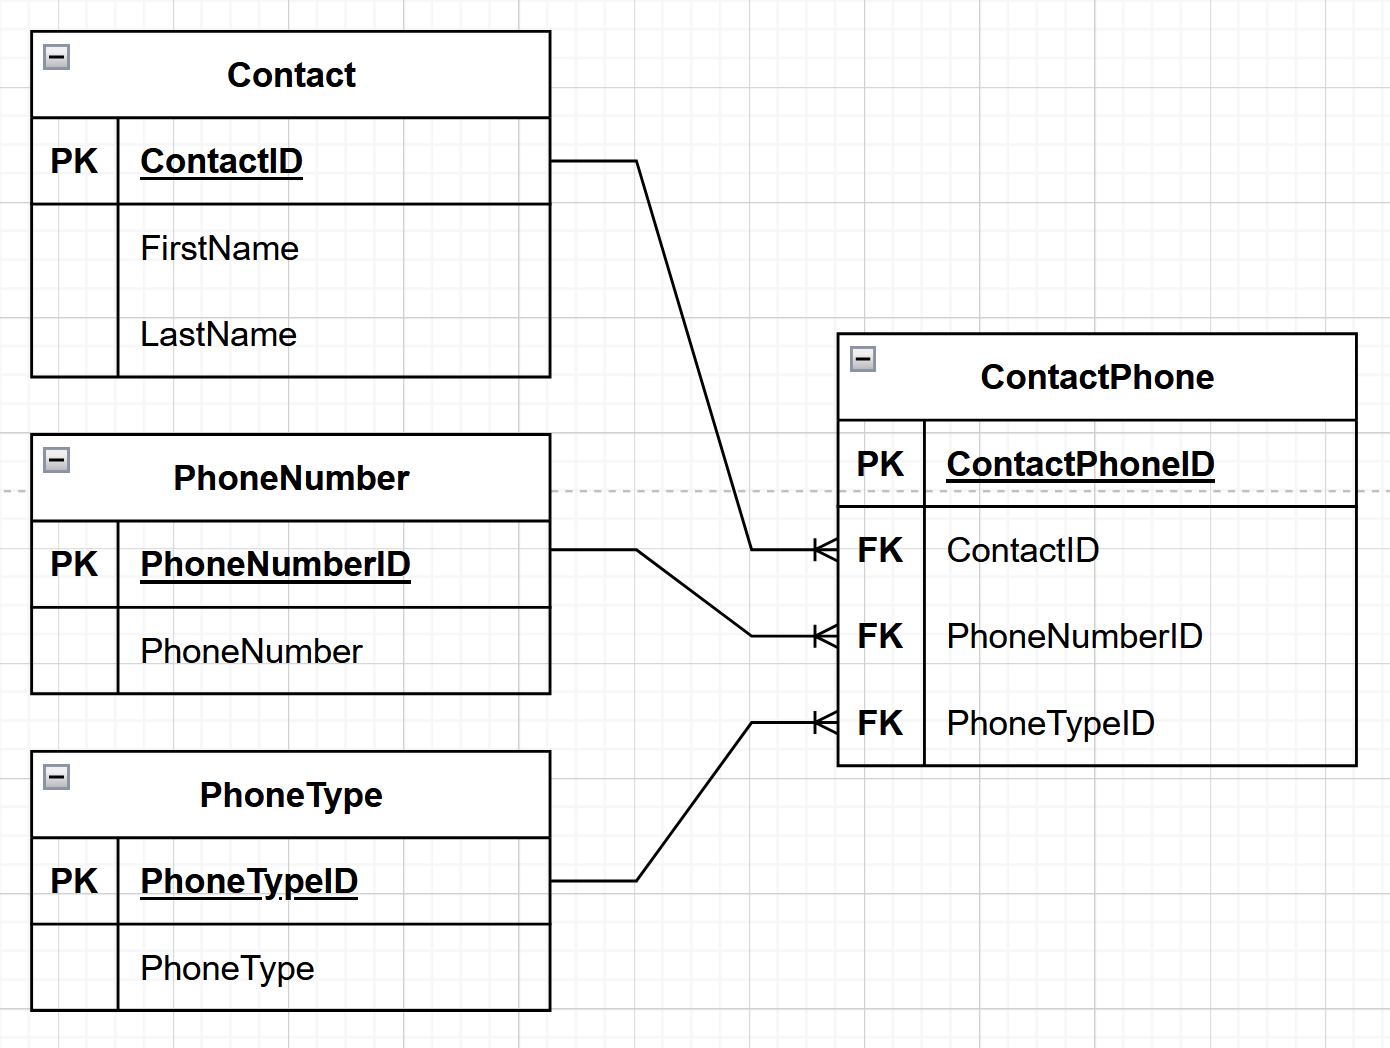 Contact
PK ContactID
FirstName
LastName
PhoneNumber
PK PhoneNumberID
PhoneNumber
PhoneType
PK PhoneTypeID
PhoneType
ContactPhone
PK ContactPhoneID
FK ContactID
FK PhoneNumberID
FK PhoneTypeID